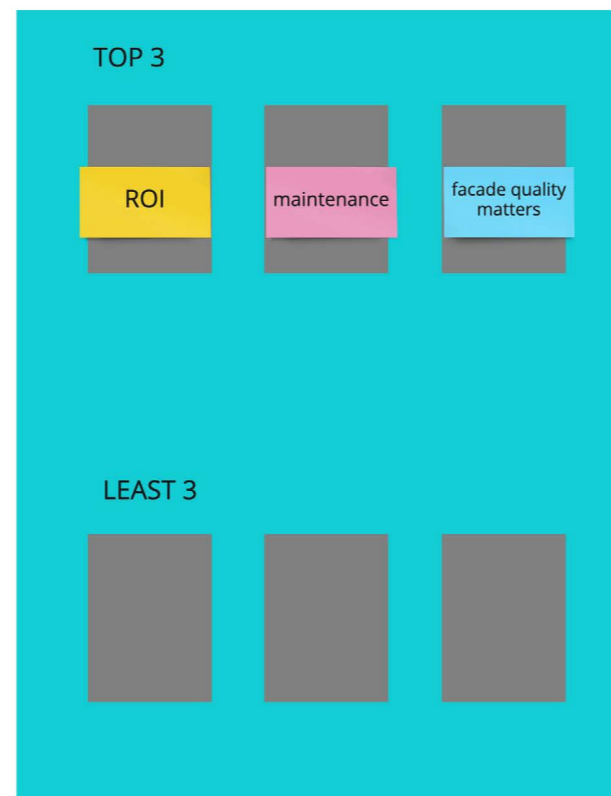 TOP 3
ROI
maintenance
facade quality
matters
LEAST 3